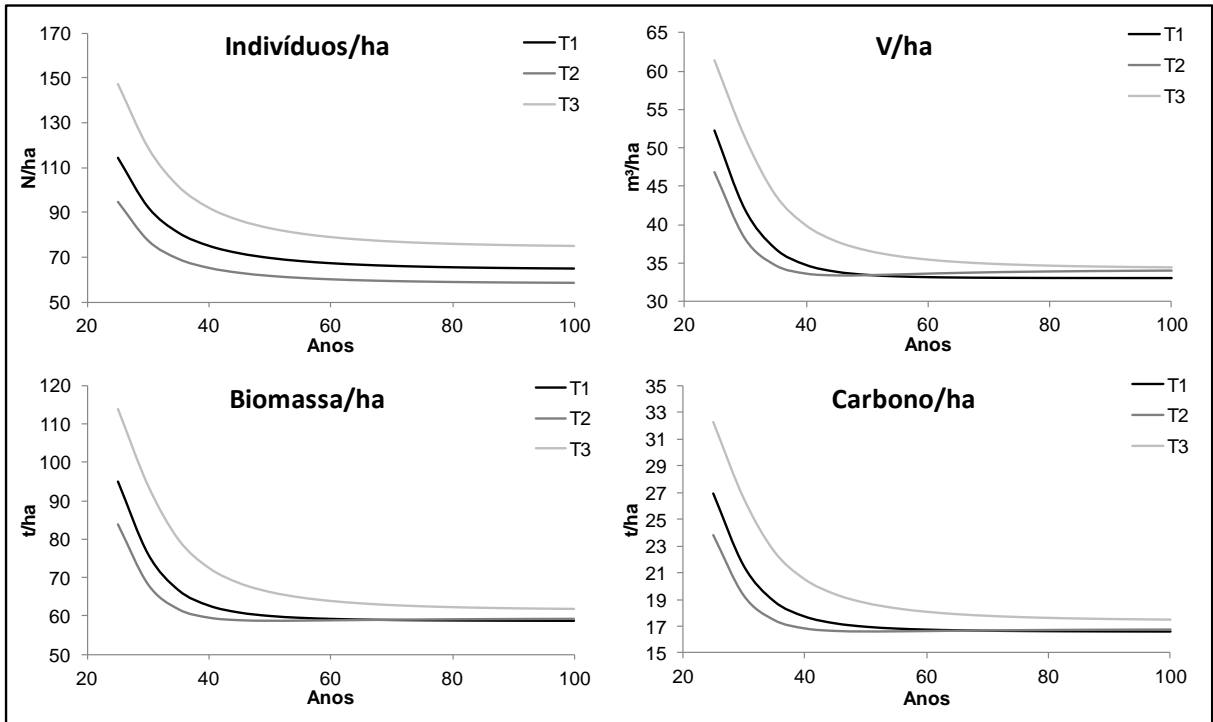 Indivíduos/ha
T1
T2
T3
N/ha
170
150
130
110
90
70
50
20 40 60 80 100
Anos
V/ha
T1
T2
T3
m³/ha
65
60
55
50
45
40
35
30
20 40 60 80 100
Anos
Biomassa/ha
T1
T2
T3
t/ha
120
110
100
90
80
70
60
50
20 40 60 80 100
Anos
Carbono/ha
T1
T2
T3
t/ha
35
33
31
29
27
25
23
21
19
17
15
20 40 60 80 100
Anos